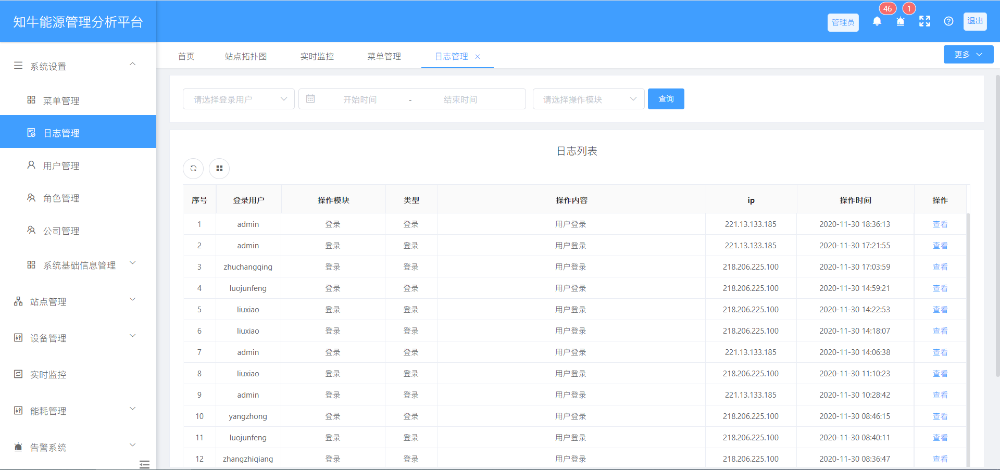 知牛能源管理分析平台
管理员
46
1
退出
系统设置
菜单管理
日志管理
用户管理
角色管理
公司管理
系统基础信息管理
站点管理
设备管理
实时监控
能耗管理
告警系统
首页 站点拓扑图 实时监控 菜单管理 日志管理 更多
请选择登录用户 开始时间 - 结束时间 请选择操作模块 查询
日志列表
序号 登录用户 操作模块 类型 操作内容 ip 操作时间 操作
1 admin 登录 登录 用户登录 221.13.133.185 2020-11-30 18:36:13 查看
2 admin 登录 登录 用户登录 221.13.133.185 2020-11-30 17:21:55 查看
3 zhuchangqing 登录 登录 用户登录 218.206.225.100 2020-11-30 17:03:59 查看
4 luojunfeng 登录 登录 用户登录 218.206.225.100 2020-11-30 14:59:21 查看
5 liuxiao 登录 登录 用户登录 218.206.225.100 2020-11-30 14:22:53 查看
6 liuxiao 登录 登录 用户登录 218.206.225.100 2020-11-30 14:18:07 查看
7 admin 登录 登录 用户登录 221.13.133.185 2020-11-30 14:06:38 查看
8 liuxiao 登录 登录 用户登录 218.206.225.100 2020-11-30 11:10:23 查看
9 admin 登录 登录 用户登录 221.13.133.185 2020-11-30 10:28:42 查看
10 yangzhong 登录 登录 用户登录 218.206.225.100 2020-11-30 08:46:15 查看
11 luojunfeng 登录 登录 用户登录 218.206.225.100 2020-11-30 08:40:11 查看
12 zhangzhiqiang 登录 登录 用户登录 218.206.225.100 2020-11-30 08:36:47 查看